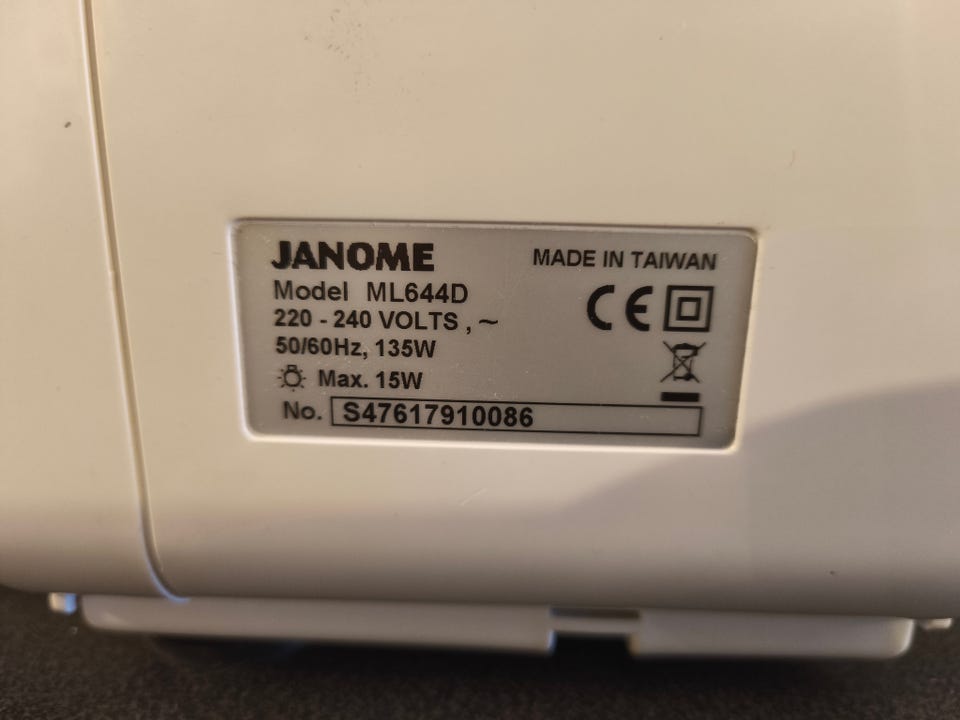 JANOME
MADE IN TAIWAN
Model ML644D
220 - 240 VOLTS , ~
50/60Hz, 135W
CE
Max. 15W
No. S47617910086